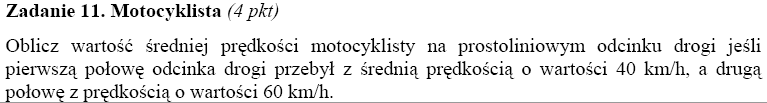 Zadanie 11. Motocyklista (4 pkt)
Oblicz wartość średniej prędkości motocyklisty na prostoliniowym odcinku drogi jeśli
pierwszą połowę odcinka drogi przebył z średnią prędkością o wartości 40 km/h, a drugą
połowę z prędkością o wartości 60 km/h.